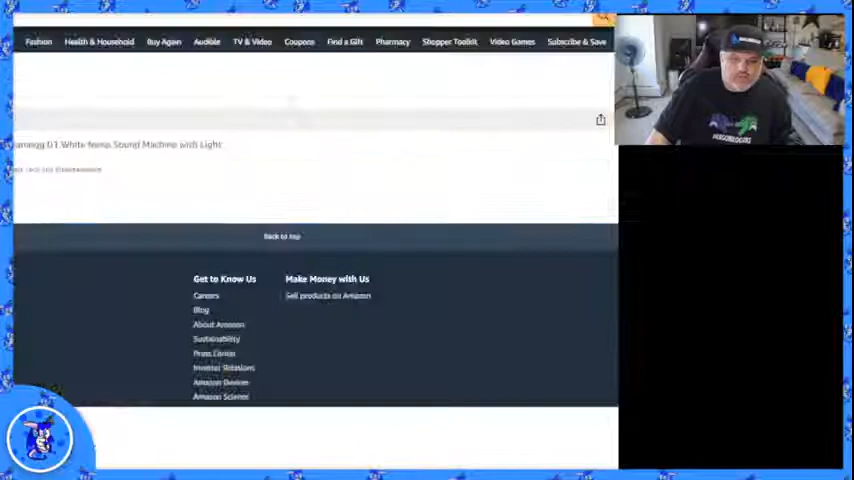 Fashion Health & Household Buy Again Audible TV & Video Coupons Find a Gift Pharmacy Shopper Toolkit Video Games Subscribe & Save
D1 White Noise Sound Machine with Light
Back to top
Get to Know Us
Careers
Blog
About Amazon
Sustainability
Press Center
Investor Relations
Amazon Devices
Amazon Science
Make Money with Us
Sell products on Amazon